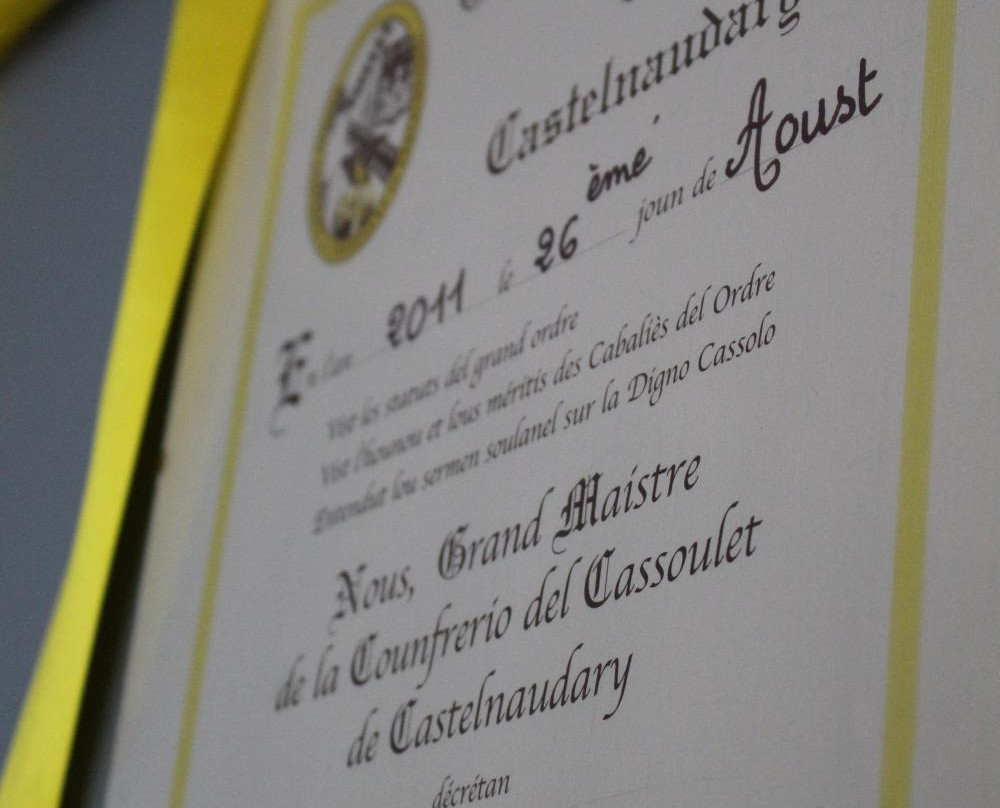 Castelnaudary
En l'an 2011 le 26 ème joun de Aoust
Vist les statuts del grand ordre
Vist l'hounou et lous méritis des Cabaliès del Ordre
Entendut lou sermen soulanel sur la Digno Cassolo
Nous, Grand Maistre
de la Counfrerio del Cassoulet
de Castelnaudary
décrétan